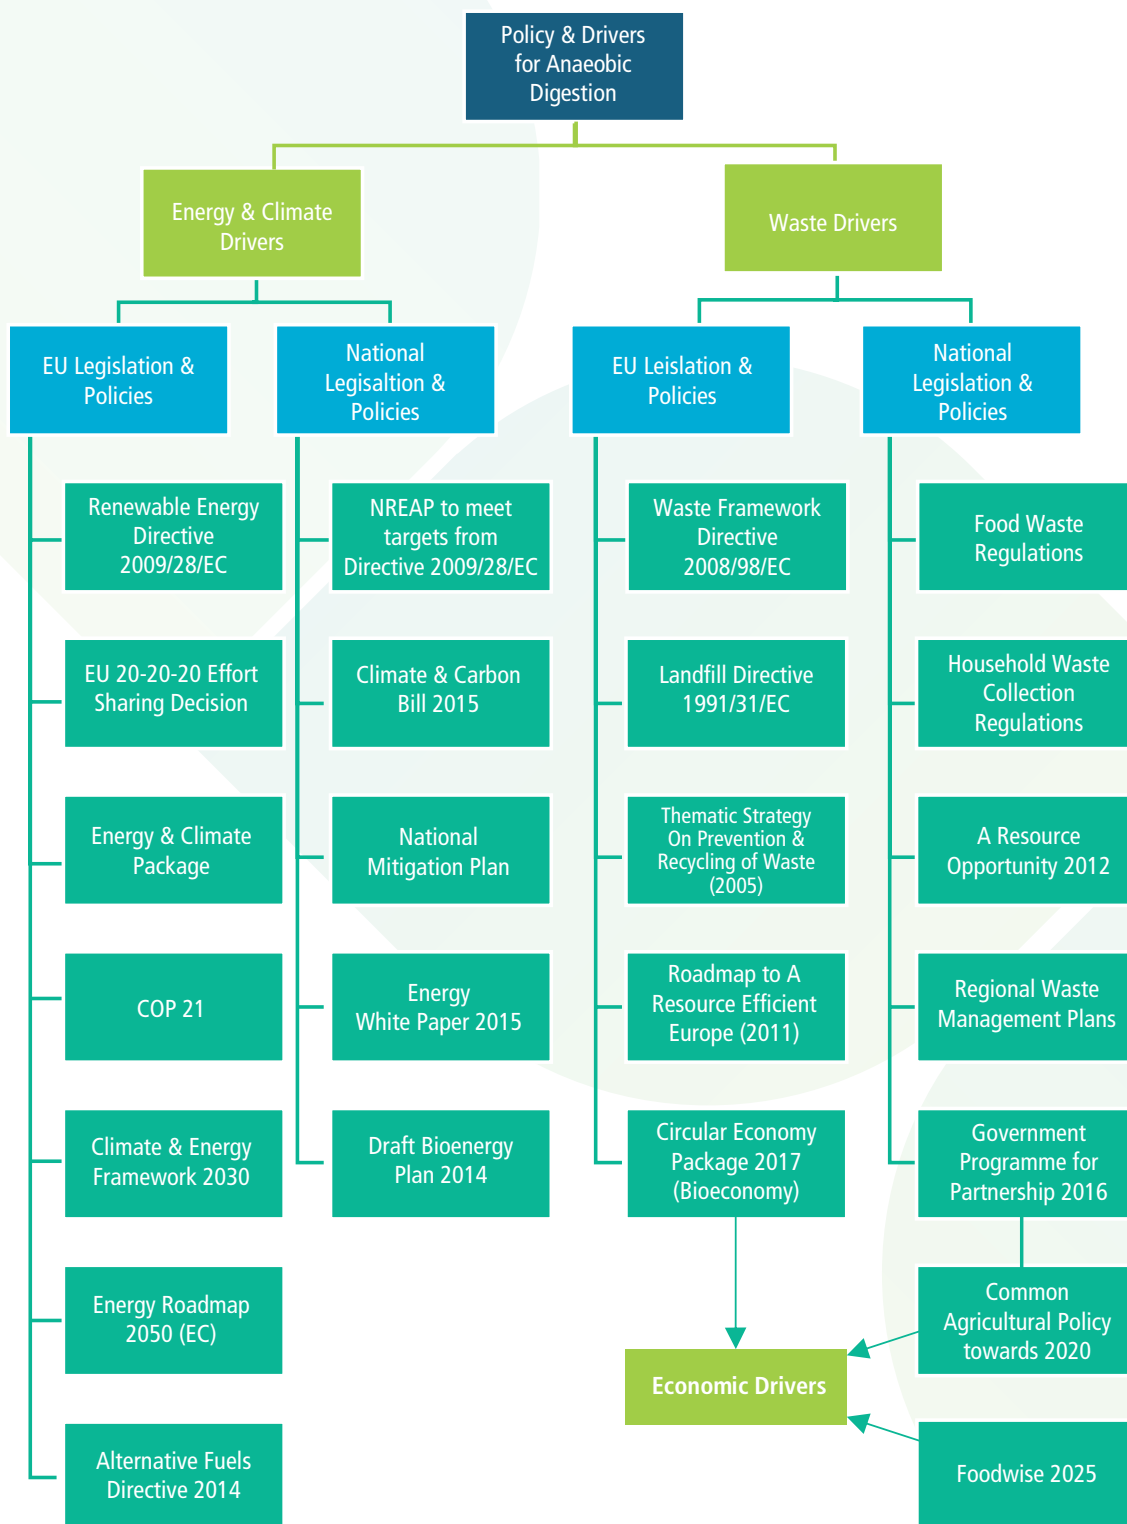 Policy & Drivers
for Anaeobic
Digestion
Energy & Climate
Drivers
Waste Drivers
EU Legislation &
Policies
National
Legisaltion &
Policies
EU Leislation &
Policies
National
Legislation &
Policies
Renewable Energy
Directive
2009/28/EC
EU 20-20-20 Effort
Sharing Decision
Energy & Climate
Package
COP 21
Climate & Energy
Framework 2030
Energy Roadmap
2050 (EC)
Alternative Fuels
Directive 2014
NREAP to meet
targets from
Directive 2009/28/EC
Climate & Carbon
Bill 2015
National
Mitigation Plan
Energy
White Paper 2015
Draft Bioenergy
Plan 2014
Waste Framework
Directive
2008/98/EC
Landfill Directive
1991/31/EC
Thematic Strategy
On Prevention &
Recycling of Waste
(2005)
Roadmap to A
Resource Efficient
Europe (2011)
Circular Economy
Package 2017
(Bioeconomy)
Food Waste
Regulations
Household Waste
Collection
Regulations
A Resource
Opportunity 2012
Regional Waste
Management Plans
Government
Programme for
Partnership 2016
Common
Agricultural Policy
towards 2020
Foodwise 2025
Economic Drivers